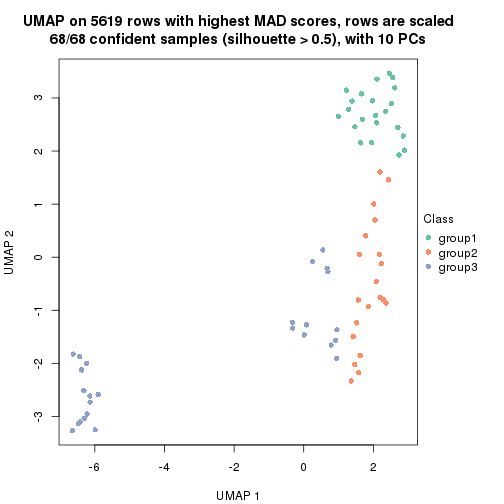 UMAP on 5619 rows with highest MAD scores, rows are scaled
68/68 confident samples (silhouette > 0.5), with 10 PCs
3
2
1
0
-1
-2
-3
UMAP 2
-6
-4
-2
0
2
UMAP 1
Class
group1
group2
group3